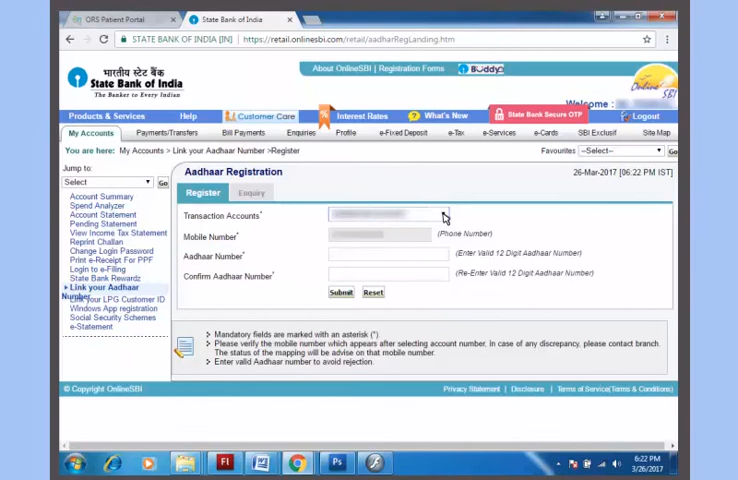 ORS Patient Portal
State Bank of India
STATE BANK OF INDIA [IN]
https://retail.onlinesbi.com/retail/aadharRegLanding.htm
About OnlineSBI | Registration Forms
Buddy
भारतीय स्टेट बैंक
State Bank of India
The Banker to Every Indian
Online SBI
Welcome :
Products & Services
Help
Customer Care
Interest Rates
What's New
State Bank Secure OTP
Logout
My Accounts
Payments/Transfers
Bill Payments
Enquiries
Profile
e-Fixed Deposit
e-Tax
e-Services
e-Cards
SBI Exclusif
Site Map
You are here: My Accounts > Link your Aadhaar Number >Register
Favourites --Select--
Go
Jump to:
Select
Go
Account Summary
Spend Analyzer
Account Statement
Pending Statement
View Income Tax Statement
Reprint Challan
Change Login Password
Print e-Receipt For PPF
Login to e-Filing
State Bank Rewardz
Link your Aadhaar
Number
Link your LPG Customer ID
Windows App registration
Social Security Schemes
e-Statement
Aadhaar Registration
26-Mar-2017 [06:22 PM IST]
Register
Enquiry
Transaction Accounts*
Mobile Number*
(Phone Number)
Aadhaar Number*
(Enter Valid 12 Digit Aadhaar Number)
Confirm Aadhaar Number*
(Re-Enter Valid 12 Digit Aadhaar Number)
Submit
Reset
Mandatory fields are marked with an asterisk (*).
Please verify the mobile number which appears after selecting account number. In case of any discrepancy, please contact branch.
The status of the mapping will be advise on that mobile number.
Enter valid Aadhaar number to avoid rejection.
© Copyright OnlineSBI
Privacy Statement | Disclosure | Terms of Service(Terms & Conditions)
6:22 PM
3/26/2017